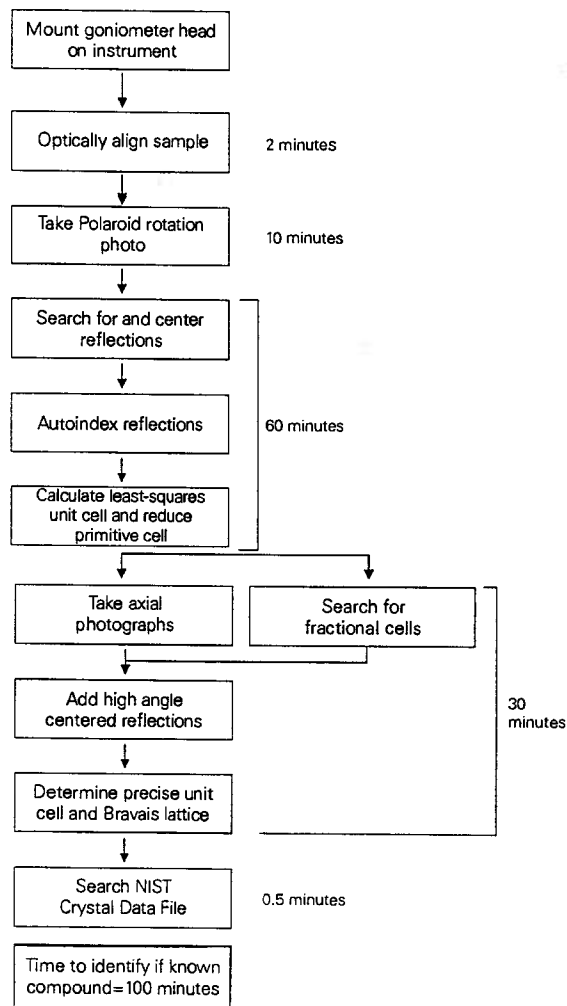 Mount goniometer head
on instrument
Optically align sample
2 minutes
Take Polaroid rotation
photo
10 minutes
Search for and center
reflections
Autoindex reflections
60 minutes
Calculate least-squares
unit cell and reduce
primitive cell
Take axial
photographs
Search for
fractional cells
Add high angle
centered reflections
30
minutes
Determine precise unit
cell and Bravais lattice
Search NIST
Crystal Data File
0.5 minutes
Time to identify if known
compound=100 minutes